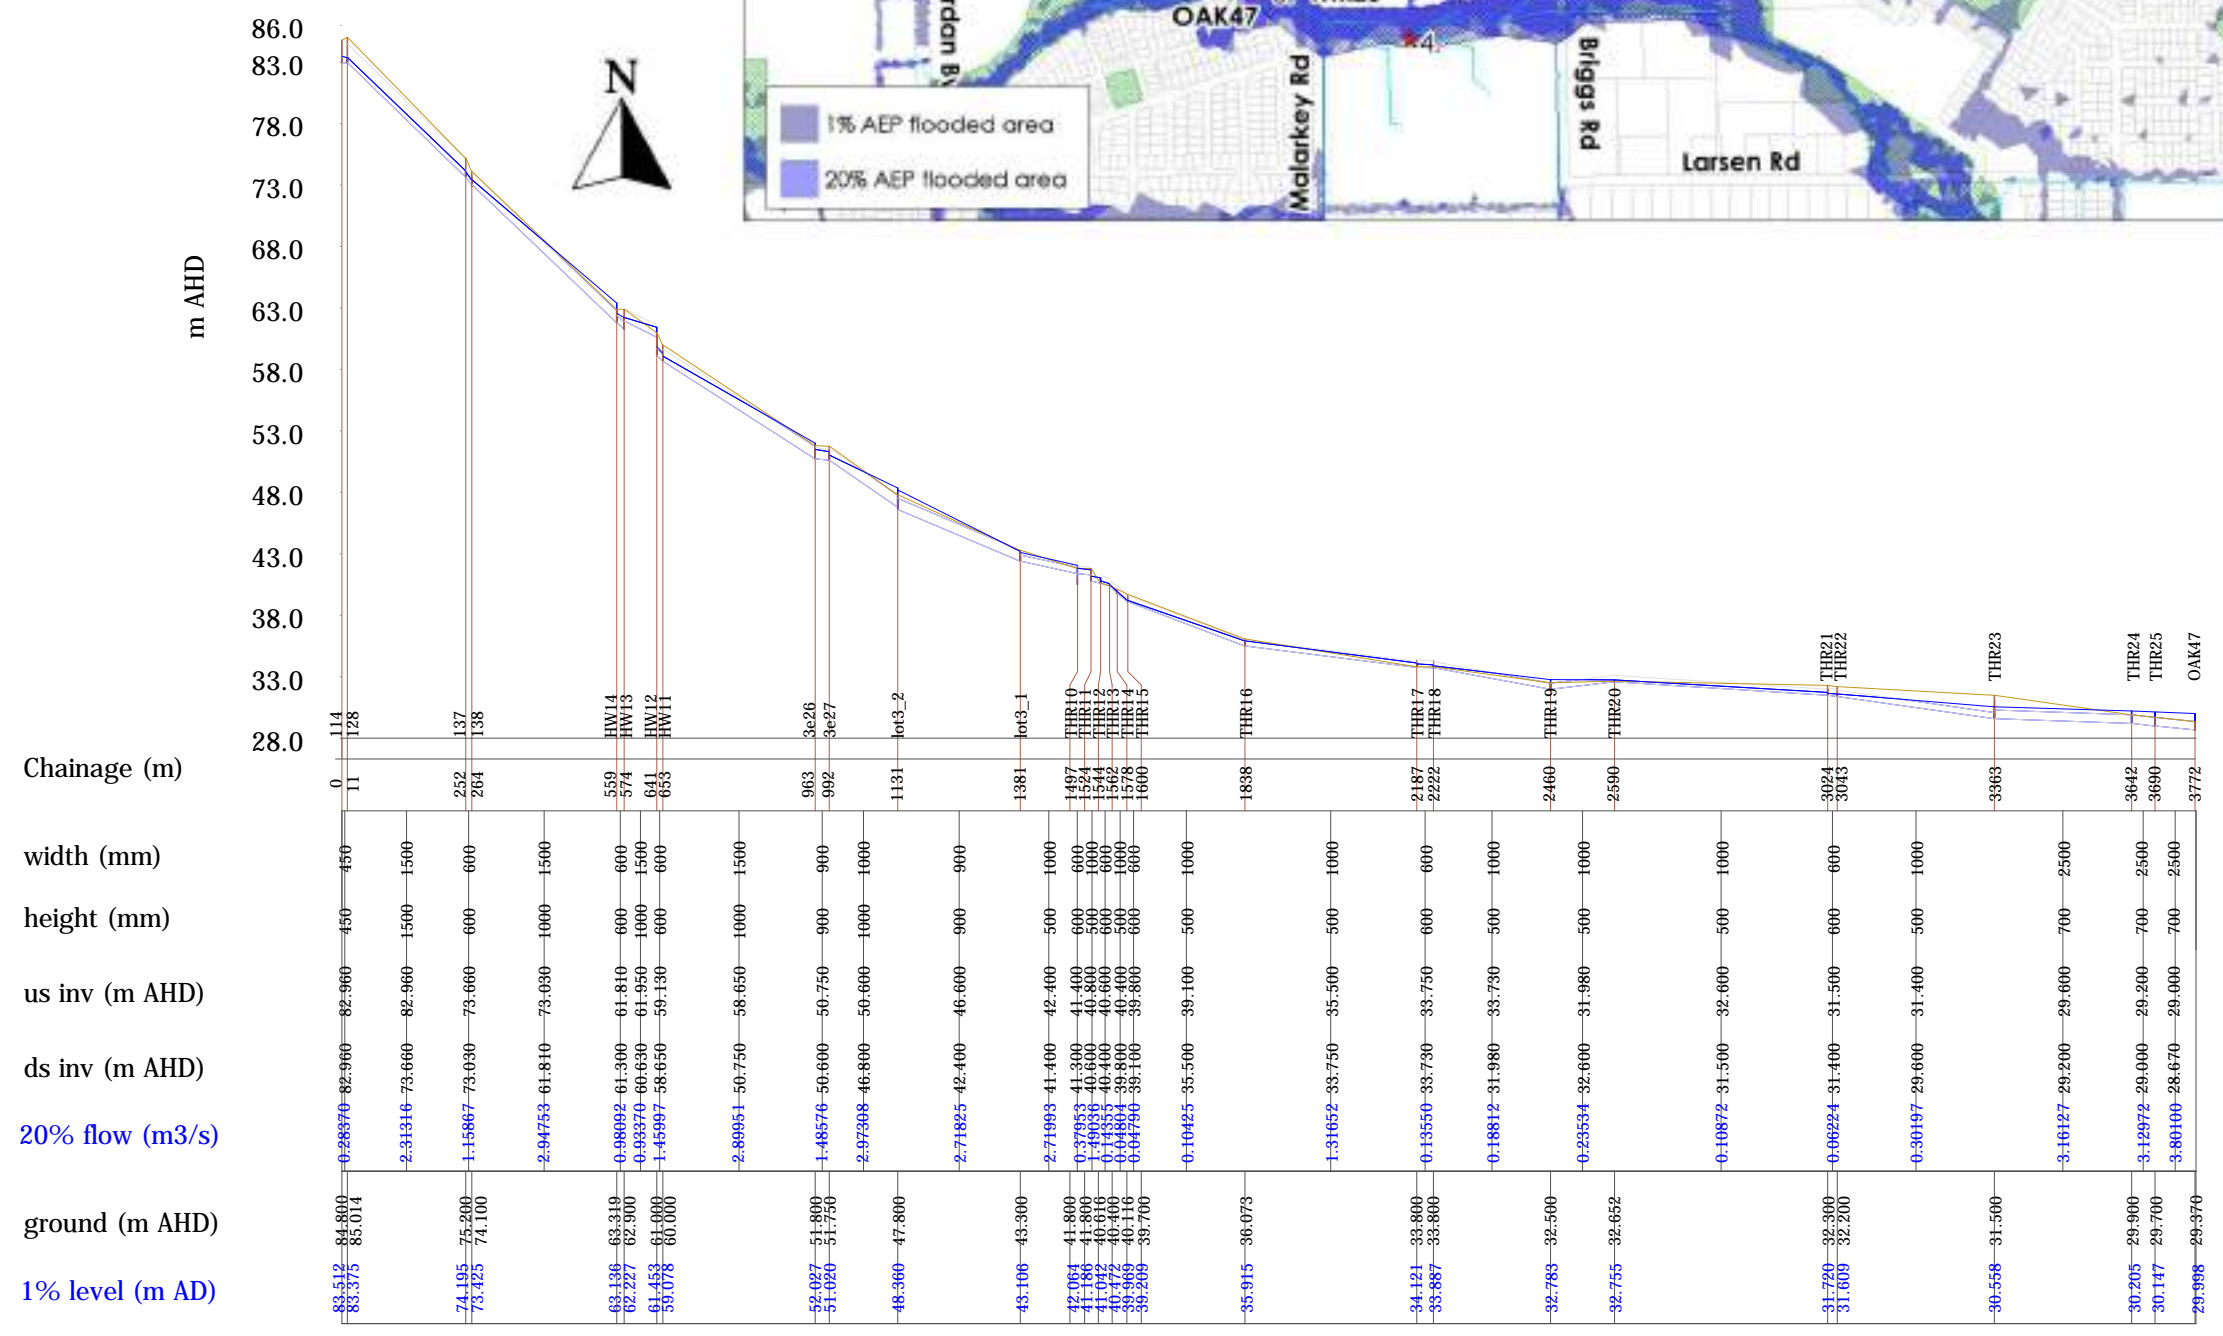 OAK47
4
rdan B
Malarkey Rd
Briggs Rd
Larsen Rd
1% AEP flooded area
20% AEP flooded area
N
m AHD
86.0
83.0
78.0
73.0
68.0
63.0
58.0
53.0
48.0
43.0
38.0
33.0
28.0
114 128 137 138 HW14 HW13 HW12 HW11 3e26 3e27 lot3_2 lot3_1 THR10 THR11 THR12 THR13 THR14 THR15 THR16 THR17 THR18 THR19 THR20 THR21 THR22 THR23 THR24 THR25 OAK47
Chainage (m) 0 11 252 264 559 574 641 653 963 992 1131 1381 1497 1524 1544 1562 1578 1600 1838 2187 2222 2460 2590 3024 3043 3363 3642 3690 3772
width (mm) 450 1500 600 1500 600 1500 600 1500 900 1000 900 1000 600 1000 600 1000 600 1000 1000 600 1000 1000 1000 600 1000 2500 2500 2500
height (mm) 450 1500 600 1000 600 1000 600 1000 900 1000 900 500 600 500 600 500 600 500 500 600 500 500 500 600 500 700 700 700
us inv (m AHD) 82.960 82.960 73.660 73.030 61.810 61.950 59.130 58.650 50.750 50.600 46.600 42.400 41.400 40.800 40.600 40.400 39.800 39.100 35.500 33.750 33.730 31.980 32.600 31.500 31.400 29.600 29.200 29.000
ds inv (m AHD) 82.960 73.660 73.030 61.810 61.300 60.630 58.650 50.750 50.600 46.800 42.400 41.400 41.300 40.600 40.400 39.800 39.100 35.500 33.750 33.730 31.980 32.600 31.500 31.400 29.600 29.200 29.000 28.670
20% flow (m3/s) 0.28370 2.31316 1.15867 2.94753 0.98092 0.93370 1.45997 2.89951 1.48576 2.97308 2.71825 2.71993 0.37953 1.49036 0.14355 0.04804 0.04790 0.10425 1.31652 0.13550 0.18812 0.23534 0.10872 0.06224 0.30197 3.16127 3.12972 3.80100
ground (m AHD) 84.800 85.014 75.200 74.100 63.319 62.900 61.000 60.000 51.800 51.750 47.800 43.300 41.800 41.800 40.616 40.400 40.116 39.700 36.073 33.800 33.800 32.500 32.652 32.300 32.200 31.500 29.900 29.700 29.370
1% level (m AD) 83.512 83.375 74.195 73.425 63.136 62.227 61.453 59.078 52.027 51.020 48.360 43.106 42.064 41.186 41.042 40.472 39.969 39.209 35.915 34.121 33.887 32.783 32.755 31.720 31.609 30.558 30.205 30.147 29.998